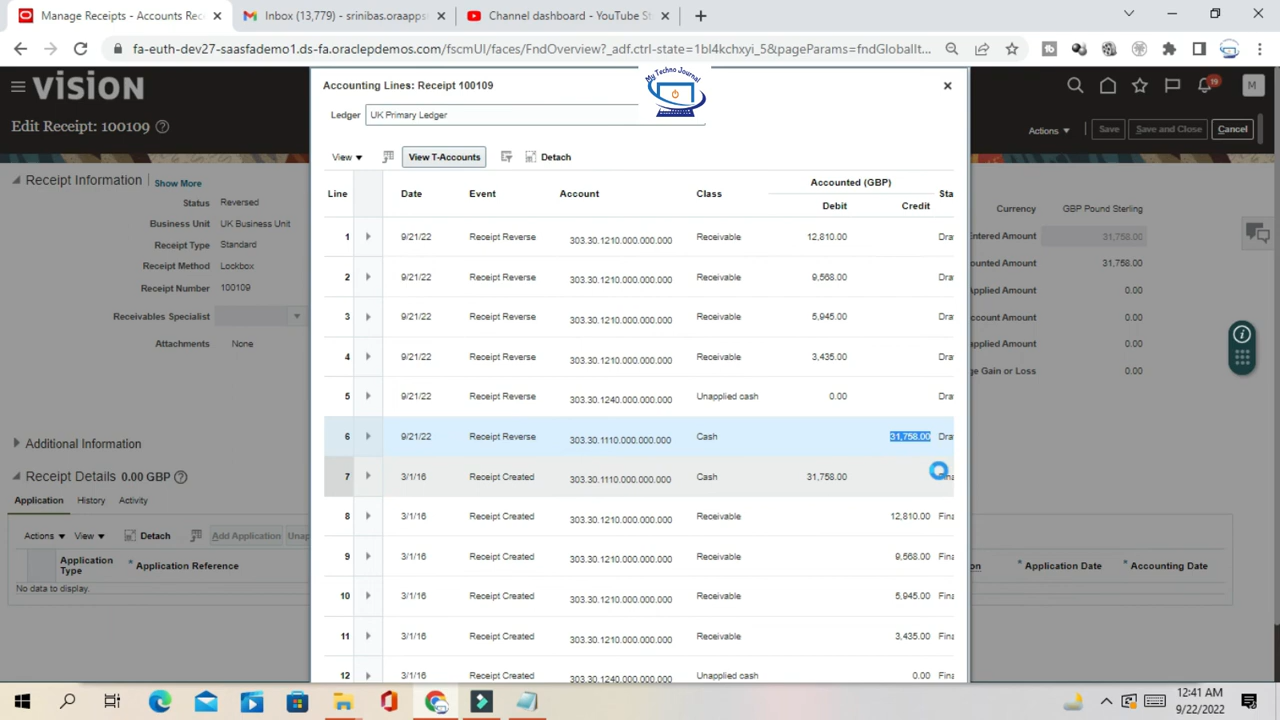 Manage Receipts - Accounts Rec
Inbox (13,779) - srinibas.oraapps
Channel dashboard - YouTube St
fa-euth-dev27-saasfademo1.ds-fa.oraclepdemos.com/fscmUI/faces/FndOverview?_adf.ctrl-state=1bl4kchxyi_5&pageParams=fndGlobalIt...
VISION
Accounting Lines: Receipt 100109
My Techno Journal
19
M
Ledger UK Primary Ledger
Edit Receipt: 100109
Actions Save Save and Close Cancel
View View T-Accounts Detach
Receipt Information Show More
Status Reversed
Business Unit UK Business Unit
Receipt Type Standard
Receipt Method Lockbox
Receipt Number 100109
Receivables Specialist
Attachments None
Additional Information
Receipt Details 0.00 GBP
Application History Activity
Actions View Detach Add Application Unap
Application Type Application Reference
No data to display.
Accounted (GBP)
Line Date Event Account Class Debit Credit Sta
1 9/21/22 Receipt Reverse 303.30.1210.000.000.000 Receivable 12,810.00 Dra
2 9/21/22 Receipt Reverse 303.30.1210.000.000.000 Receivable 9,568.00 Dra
3 9/21/22 Receipt Reverse 303.30.1210.000.000.000 Receivable 5,945.00 Dra
4 9/21/22 Receipt Reverse 303.30.1210.000.000.000 Receivable 3,435.00 Dra
5 9/21/22 Receipt Reverse 303.30.1240.000.000.000 Unapplied cash 0.00 Dra
6 9/21/22 Receipt Reverse 303.30.1110.000.000.000 Cash 31,758.00 Dra
7 3/1/16 Receipt Created 303.30.1110.000.000.000 Cash 31,758.00 Fina
8 3/1/16 Receipt Created 303.30.1210.000.000.000 Receivable 12,810.00 Fina
9 3/1/16 Receipt Created 303.30.1210.000.000.000 Receivable 9,568.00 Fina
10 3/1/16 Receipt Created 303.30.1210.000.000.000 Receivable 5,945.00 Fina
11 3/1/16 Receipt Created 303.30.1210.000.000.000 Receivable 3,435.00 Fina
12 3/1/16 Receipt Created 303.30.1240.000.000.000 Unapplied cash 0.00 Fina
Currency GBP Pound Sterling
Entered Amount 31,758.00
ounted Amount 31,758.00
Applied Amount 0.00
ccount Amount 0.00
applied Amount 0.00
ge Gain or Loss 0.00
on Application Date Accounting Date
12:41 AM
9/22/2022